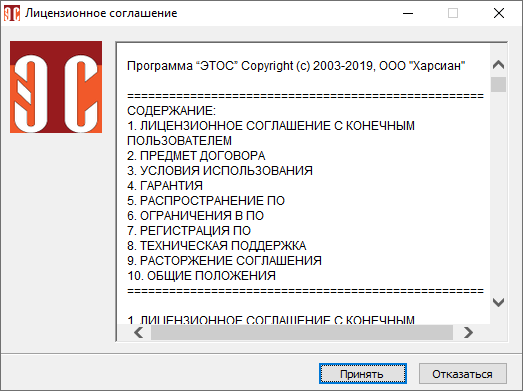 Лицензионное соглашение
ЭТС
Программа “ЭТОС” Copyright (c) 2003-2019, ООО "Харсиан"
===================================================
СОДЕРЖАНИЕ:
1. ЛИЦЕНЗИОННОЕ СОГЛАШЕНИЕ С КОНЕЧНЫМ
ПОЛЬЗОВАТЕЛЕМ
2. ПРЕДМЕТ ДОГОВОРА
3. УСЛОВИЯ ИСПОЛЬЗОВАНИЯ
4. ГАРАНТИЯ
5. РАСПРОСТРАНЕНИЕ ПО
6. ОГРАНИЧЕНИЯ В ПО
7. РЕГИСТРАЦИЯ ПО
8. ТЕХНИЧЕСКАЯ ПОДДЕРЖКА
9. РАСТОРЖЕНИЕ СОГЛАШЕНИЯ
10. ОБЩИЕ ПОЛОЖЕНИЯ
===================================================
1. ЛИЦЕНЗИОННОЕ СОГЛАШЕНИЕ С КОНЕЧНЫМ
Принять
Отказаться